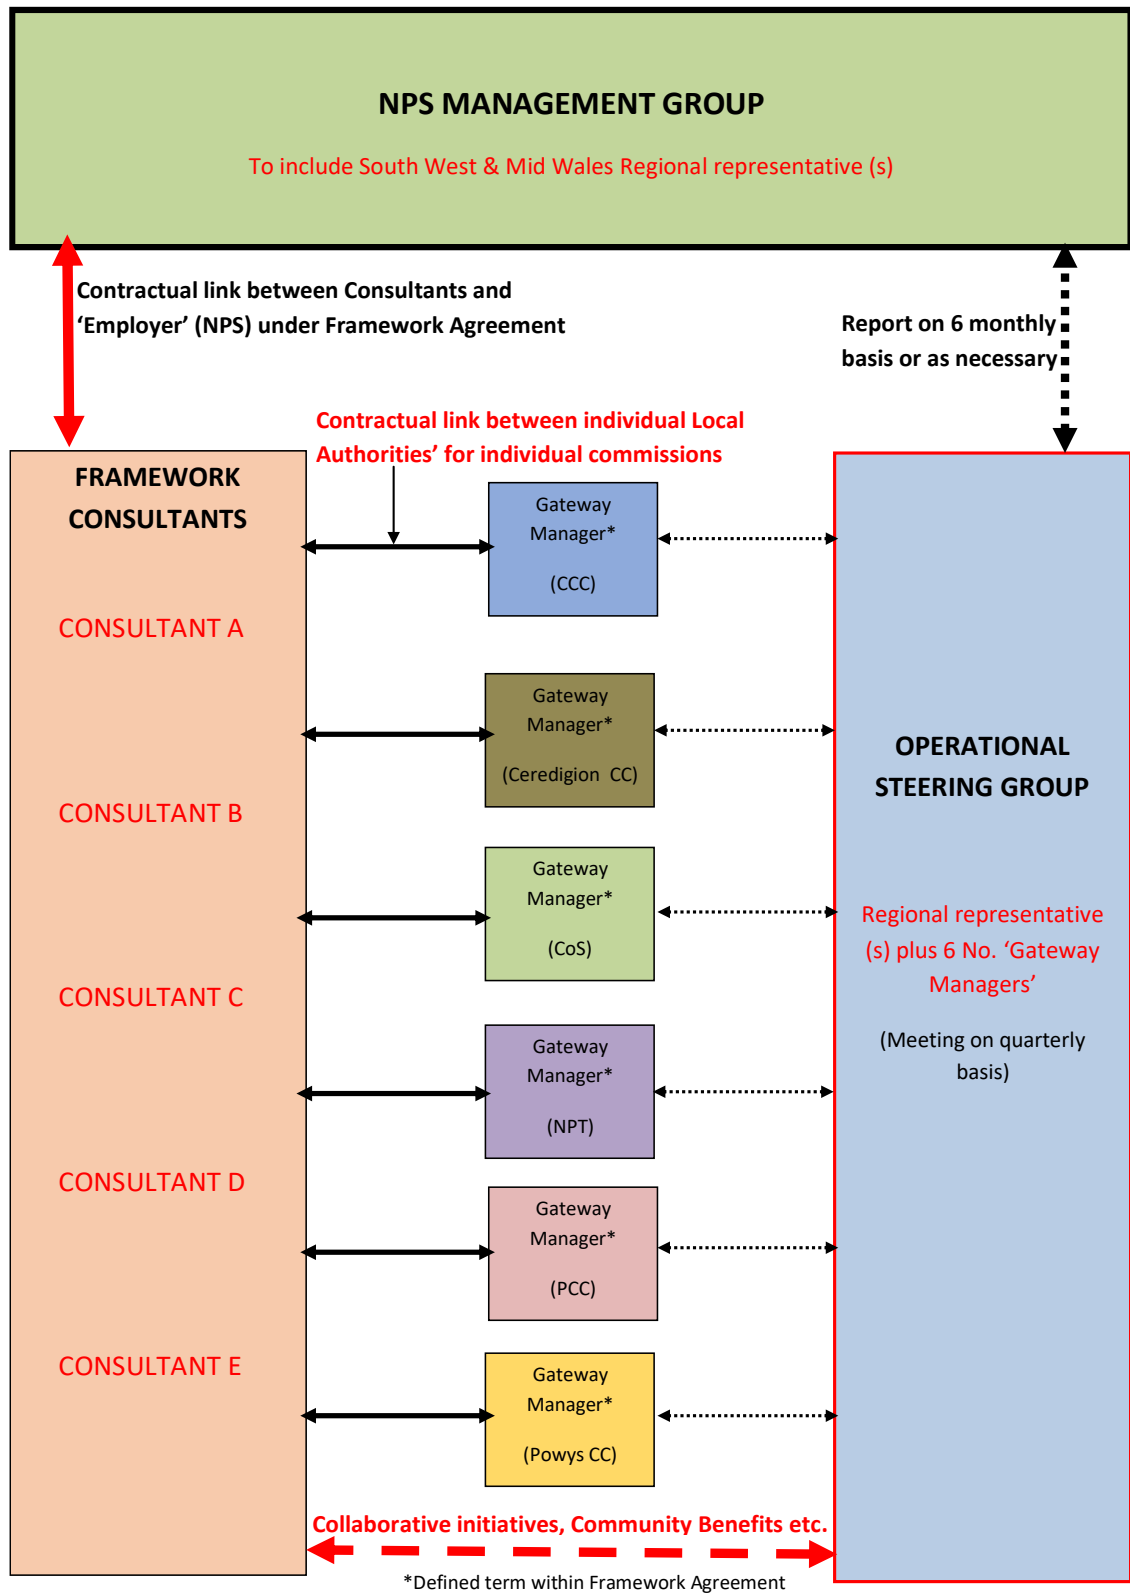 NPS MANAGEMENT GROUP
To include South West & Mid Wales Regional representative (s)
Contractual link between Consultants and
‘Employer’ (NPS) under Framework Agreement
Report on 6 monthly
basis or as necessary
Contractual link between individual Local
Authorities’ for individual commissions
FRAMEWORK
CONSULTANTS
CONSULTANT A
CONSULTANT B
CONSULTANT C
CONSULTANT D
CONSULTANT E
Gateway
Manager*
(CCC)
Gateway
Manager*
(Ceredigion CC)
Gateway
Manager*
(CoS)
Gateway
Manager*
(NPT)
Gateway
Manager*
(PCC)
Gateway
Manager*
(Powys CC)
OPERATIONAL
STEERING GROUP
Regional representative
(s) plus 6 No. ‘Gateway
Managers’
(Meeting on quarterly
basis)
Collaborative initiatives, Community Benefits etc.
*Defined term within Framework Agreement